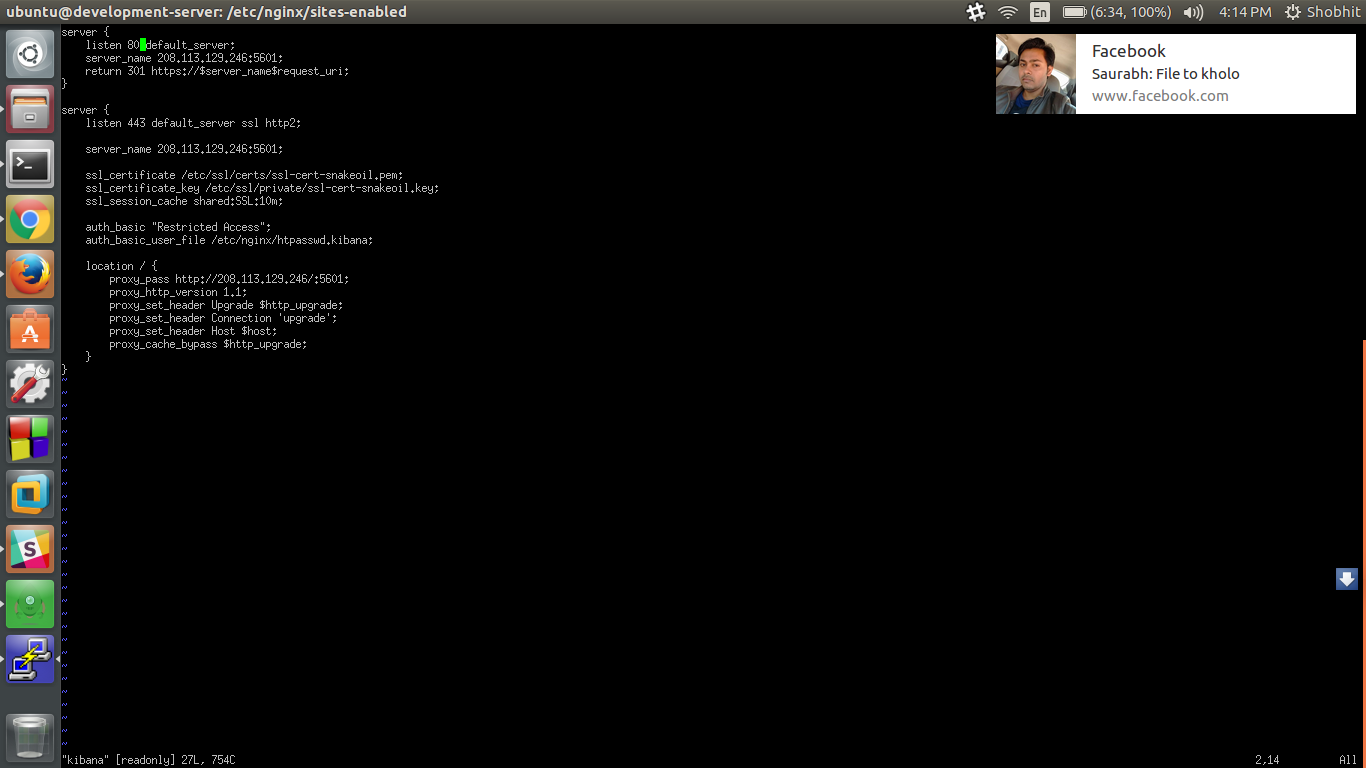 ubuntu@development-server: /etc/nginx/sites-enabled
En
(6:34, 100%)
4:14 PM
Shobhit
Facebook
Saurabh: File to kholo
www.facebook.com
server {
    listen 80 default_server;
    server_name 208.113.129.246:5601;
    return 301 https://$server_name$request_uri;
}
server {
    listen 443 default_server ssl http2;
    server_name 208.113.129.246:5601;
    ssl_certificate /etc/ssl/certs/ssl-cert-snakeoil.pem;
    ssl_certificate_key /etc/ssl/private/ssl-cert-snakeoil.key;
    ssl_session_cache shared:SSL:10m;
    auth_basic "Restricted Access";
    auth_basic_user_file /etc/nginx/htpasswd.kibana;
    location / {
        proxy_pass http://208.113.129.246/:5601;
        proxy_http_version 1.1;
        proxy_set_header Upgrade $http_upgrade;
        proxy_set_header Connection 'upgrade';
        proxy_set_header Host $host;
        proxy_cache_bypass $http_upgrade;
    }
}
"kibana" [readonly] 27L, 754C
2,14
All